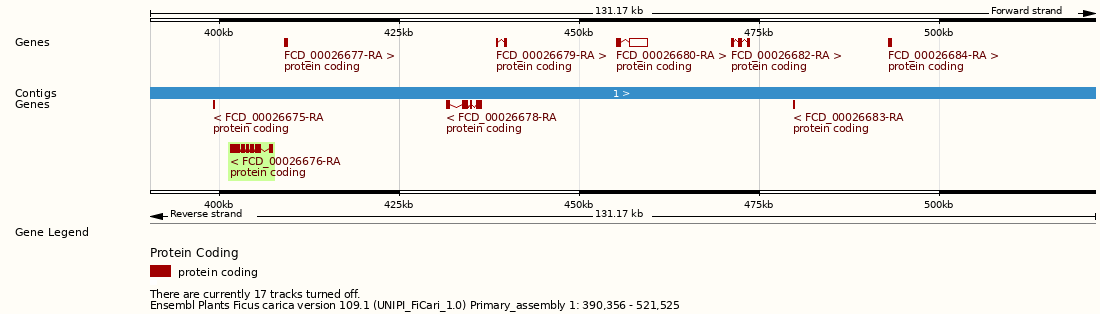 131.17 kb Forward strand
400kb 425kb 450kb 475kb 500kb
Genes
FCD_00026677-RA > FCD_00026679-RA > FCD_00026680-RA > FCD_00026682-RA > FCD_00026684-RA >
protein coding protein coding protein coding protein coding protein coding
Contigs 1 >
Genes
< FCD_00026675-RA < FCD_00026678-RA < FCD_00026683-RA
protein coding protein coding protein coding
< FCD_00026676-RA
protein coding
400kb 425kb 450kb 475kb 500kb
Reverse strand 131.17 kb
Gene Legend
Protein Coding
protein coding
There are currently 17 tracks turned off.
Ensembl Plants Ficus carica version 109.1 (UNIPI_FiCari_1.0) Primary_assembly 1: 390,356 - 521,525